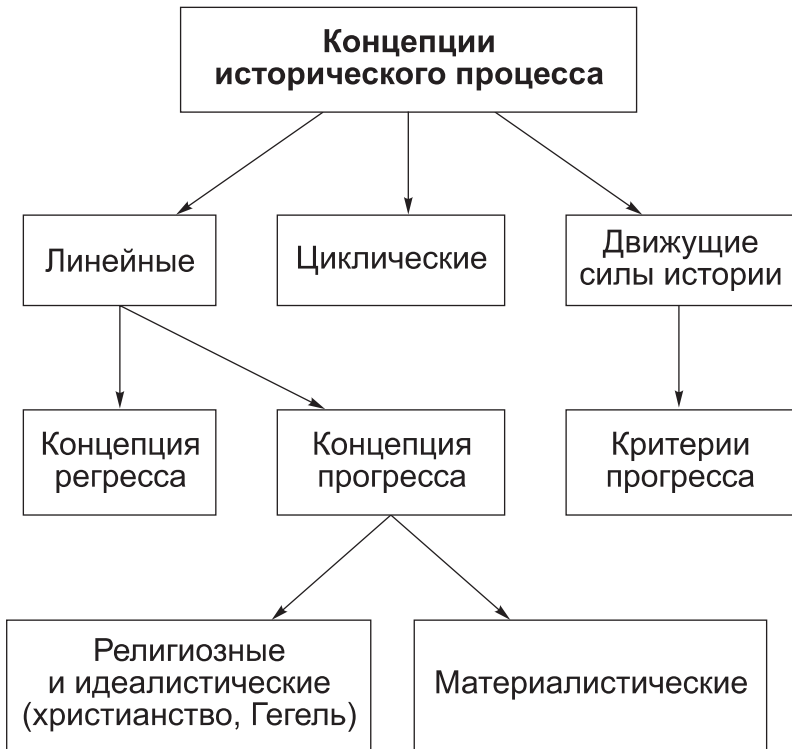 Концепции
исторического процесса
Линейные
Циклические
Движущие
силы истории
Концепция
регресса
Концепция
прогресса
Критерии
прогресса
Религиозные
и идеалистические
(христианство, Гегель)
Материалистические